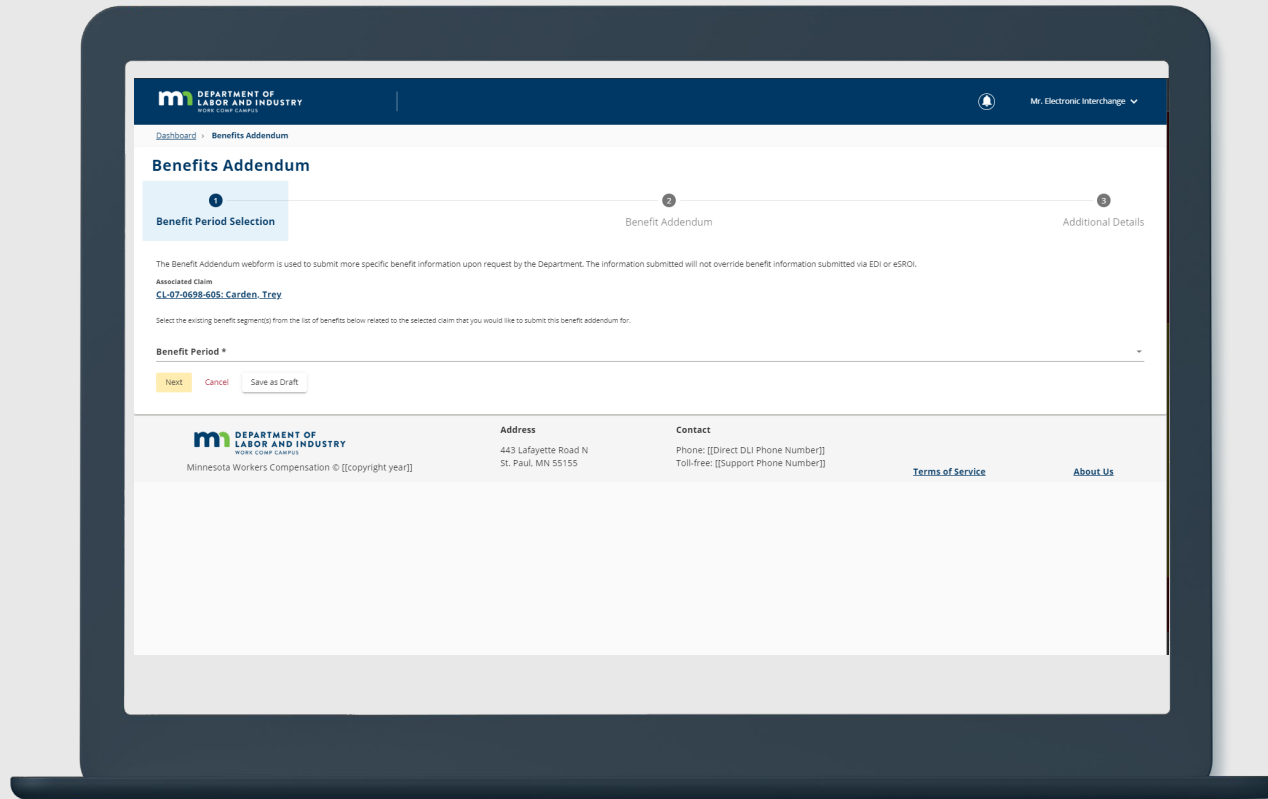 mn DEPARTMENT OF
LABOR AND INDUSTRY
WORK COMP CAMPUS
Mr. Electronic Interchange
Dashboard › Benefits Addendum
Benefits Addendum
1
Benefit Period Selection
2
Benefit Addendum
3
Additional Details
The Benefit Addendum webform is used to submit more specific benefit information upon request by the Department. The information submitted will not override benefit information submitted via EDI or eSROI.
Associated Claim
CL-07-0698-605: Carden, Trey
Select the existing benefit segment(s) from the list of benefits below related to the selected claim that you would like to submit this benefit addendum for.
Benefit Period *
Next Cancel Save as Draft
mn DEPARTMENT OF
LABOR AND INDUSTRY
WORK COMP CAMPUS
Minnesota Workers Compensation © [[copyright year]]
Address
443 Lafayette Road N
St. Paul, MN 55155
Contact
Phone: [[Direct DLI Phone Number]]
Toll-free: [[Support Phone Number]]
Terms of Service
About Us